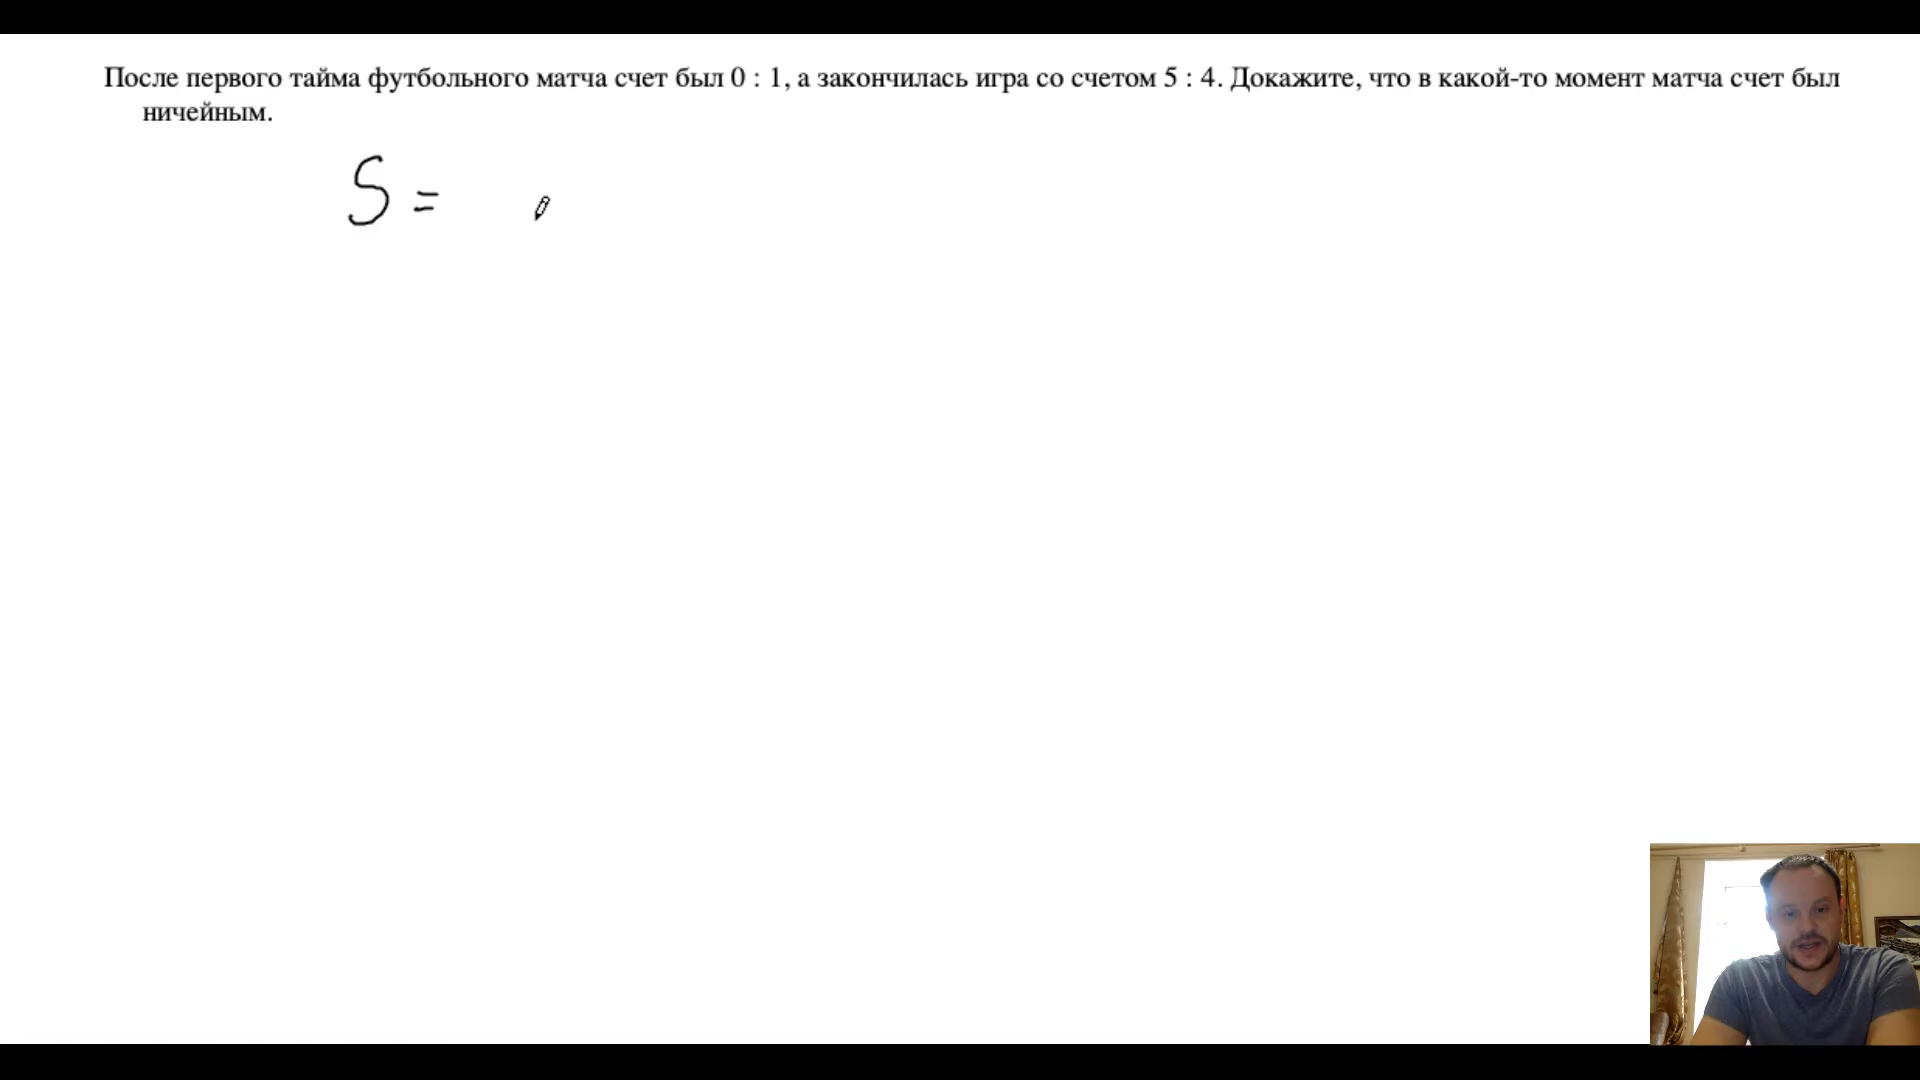 После первого тайма футбольного матча счет был 0 : 1, а закончилась игра со счетом 5 : 4. Докажите, что в какой-то момент матча счет был
ничейным.
S =